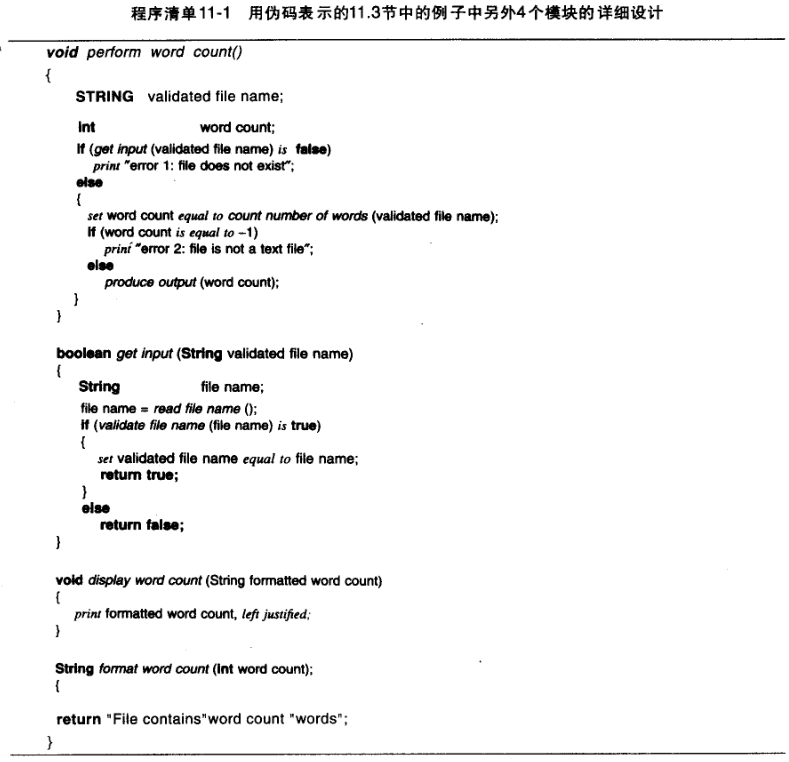 程序清单11-1 用伪码表示的11.3节中的例子中另外4个模块的详细设计
void perform word count()
{
STRING validated file name;
Int word count;
If (get input (validated file name) is false)
print "error 1: file does not exist";
else
{
set word count equal to count number of words (validated file name);
If (word count is equal to −1)
print "error 2: file is not a text file";
else
produce output (word count);
}
}
boolean get input (String validated file name)
{
String file name;
file name = read file name ();
If (validate file name (file name) is true)
{
set validated file name equal to file name;
return true;
}
else
return false;
}
void display word count (String formatted word count)
{
print formatted word count, left justified;
}
String format word count (Int word count);
{
return "File contains"word count "words";
}